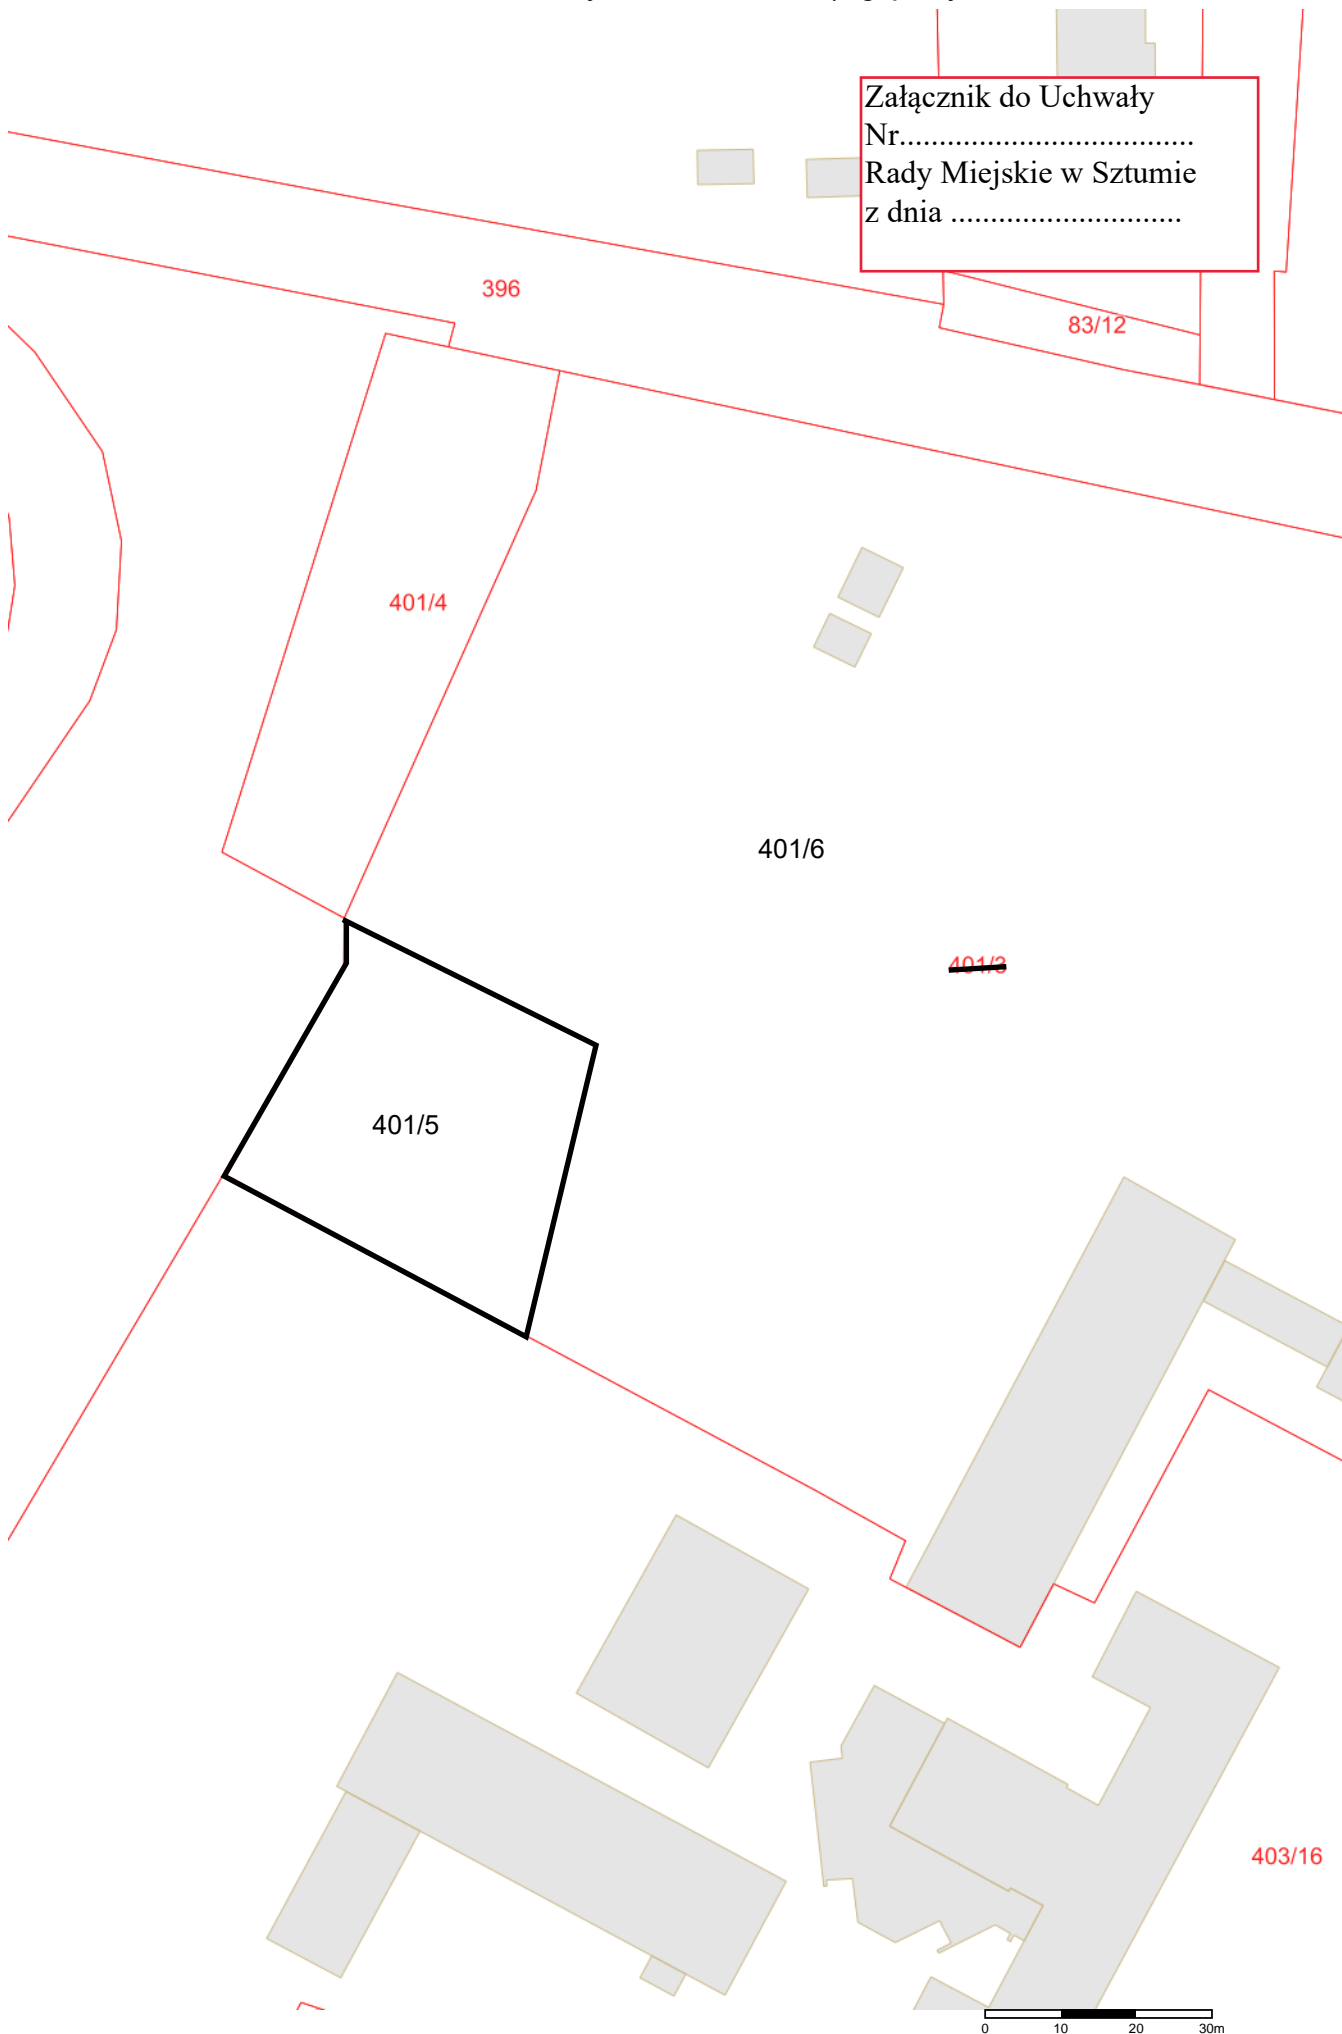 Załącznik do Uchwały
Nr.....................................
Rady Miejskie w Sztumie
z dnia .............................
396
83/12
401/4
401/6
401/3
401/5
403/16
0 10 20 30m